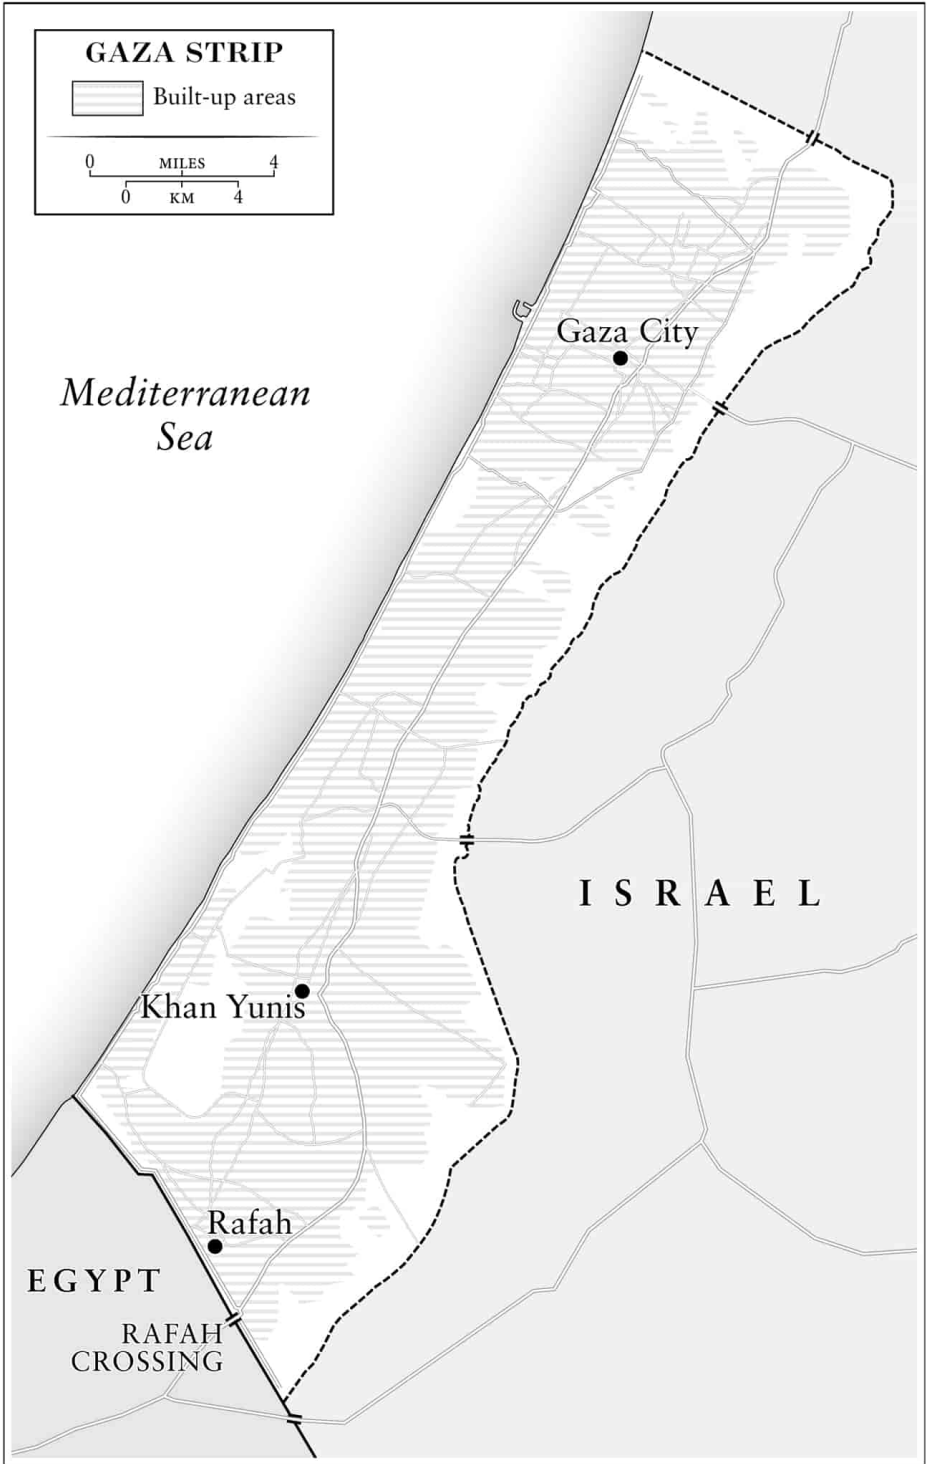 GAZA STRIP
Built-up areas
0 MILES 4
0 KM 4
Gaza City
Mediterranean
Sea
ISRAEL
Khan Yunis
Rafah
EGYPT
RAFAH
CROSSING